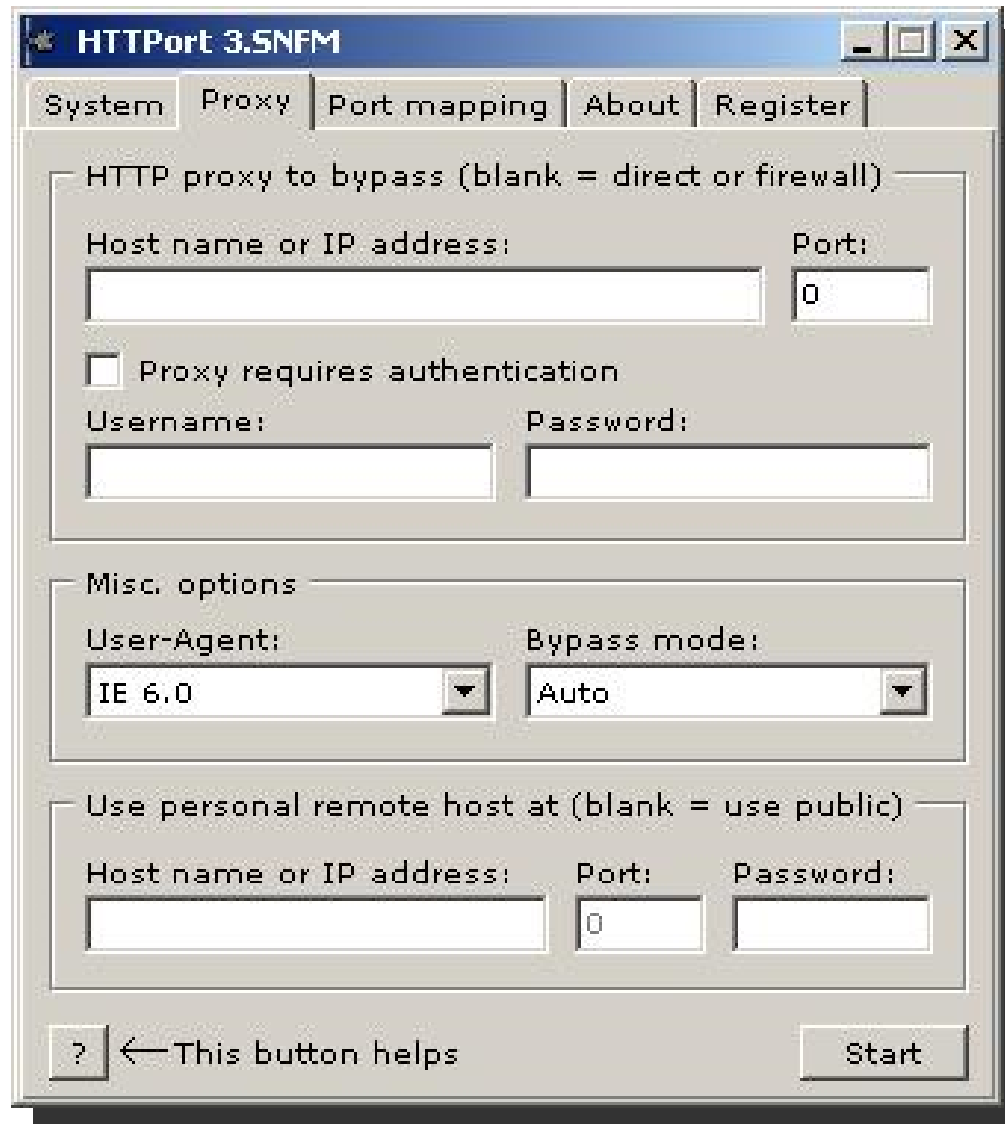 HTTPort 3.SNFM
System Proxy Port mapping About Register
HTTP proxy to bypass (blank = direct or firewall)
Host name or IP address: Port:
0
Proxy requires authentication
Username: Password:
Misc. options
User-Agent: Bypass mode:
IE 6.0 Auto
Use personal remote host at (blank = use public)
Host name or IP address: Port: Password:
0
? ←This button helps Start